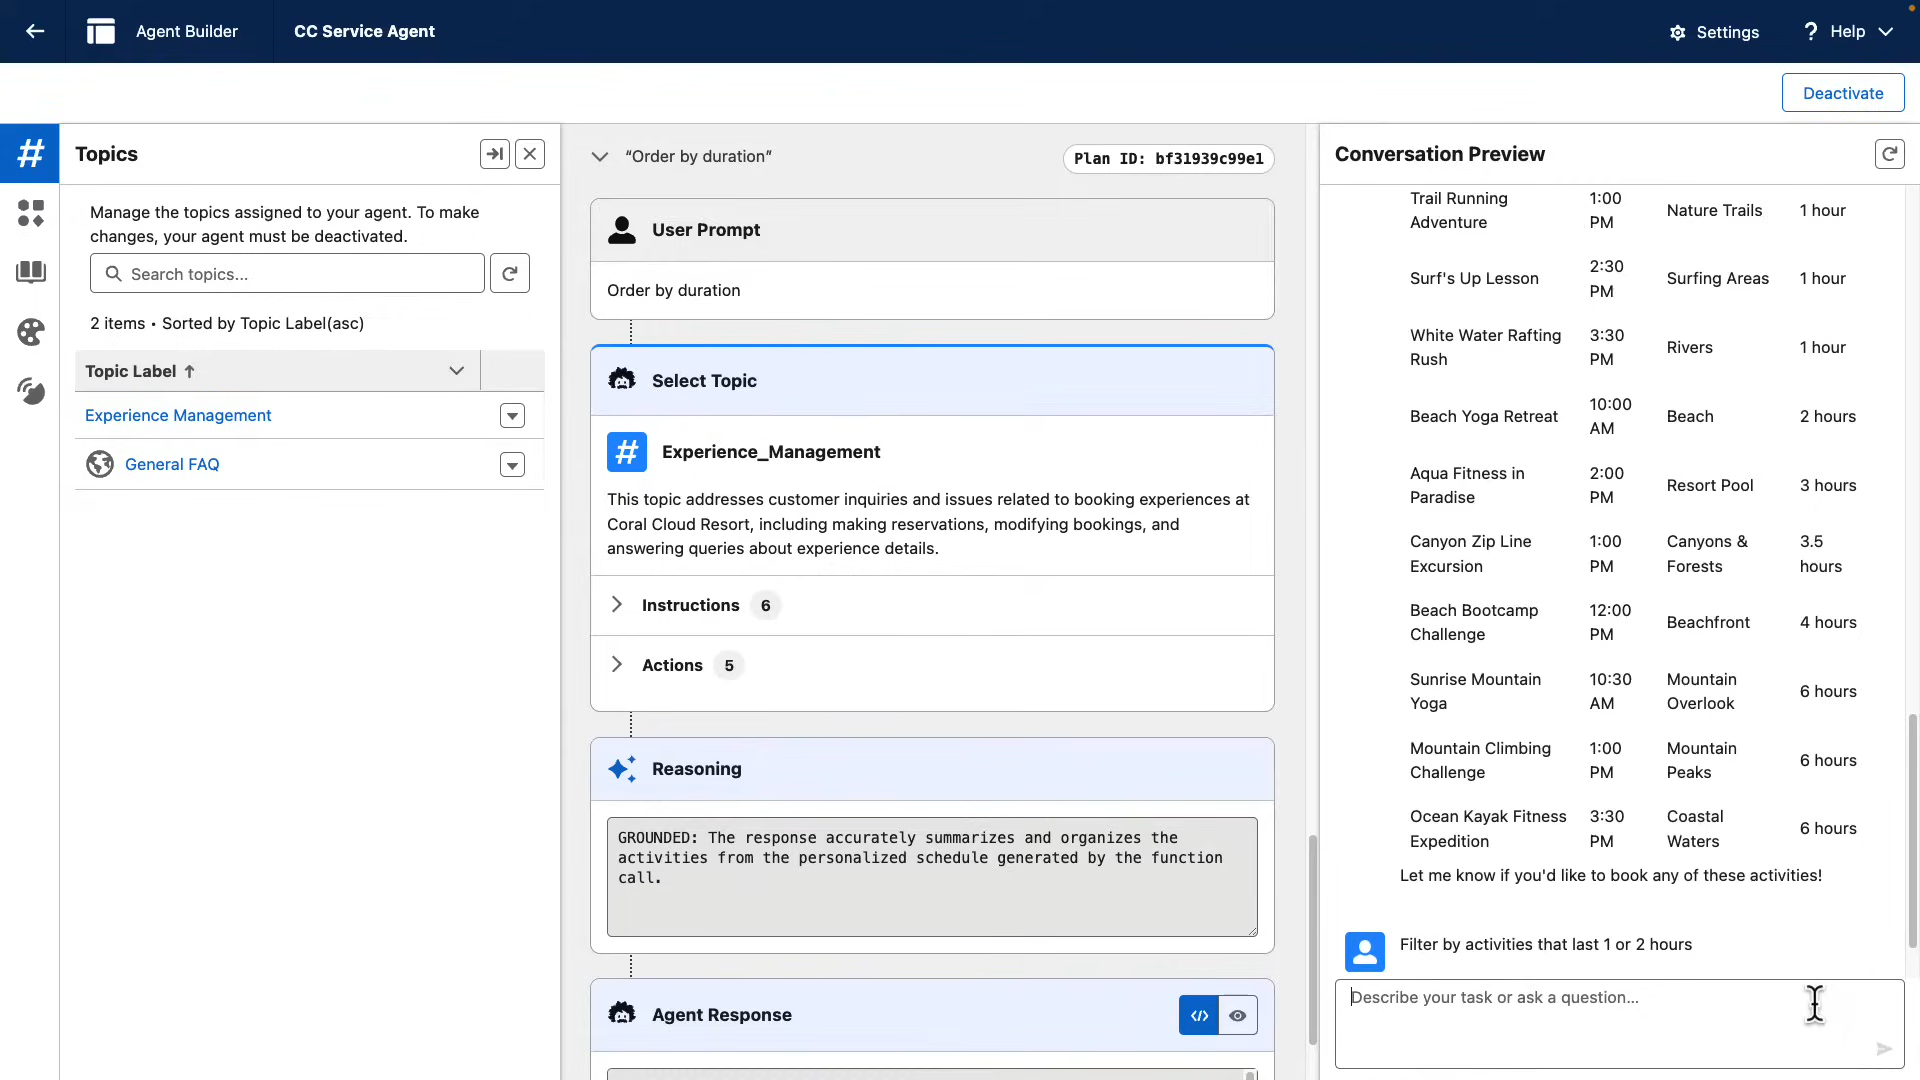 Agent Builder
CC Service Agent
Settings
? Help
Deactivate
#
Topics
Manage the topics assigned to your agent. To make
changes, your agent must be deactivated.
Search topics...
2 items • Sorted by Topic Label(asc)
Topic Label ↑
Experience Management
General FAQ
“Order by duration”
Plan ID: bf31939c99e1
User Prompt
Order by duration
Select Topic
# Experience_Management
This topic addresses customer inquiries and issues related to booking experiences at
Coral Cloud Resort, including making reservations, modifying bookings, and
answering queries about experience details.
Instructions 6
Actions 5
Reasoning
GROUNDED: The response accurately summarizes and organizes the
activities from the personalized schedule generated by the function
call.
Agent Response
</>
Conversation Preview
Trail Running Adventure 1:00 PM Nature Trails 1 hour
Surf's Up Lesson 2:30 PM Surfing Areas 1 hour
White Water Rafting Rush 3:30 PM Rivers 1 hour
Beach Yoga Retreat 10:00 AM Beach 2 hours
Aqua Fitness in Paradise 2:00 PM Resort Pool 3 hours
Canyon Zip Line Excursion 1:00 PM Canyons & Forests 3.5 hours
Beach Bootcamp Challenge 12:00 PM Beachfront 4 hours
Sunrise Mountain Yoga 10:30 AM Mountain Overlook 6 hours
Mountain Climbing Challenge 1:00 PM Mountain Peaks 6 hours
Ocean Kayak Fitness Expedition 3:30 PM Coastal Waters 6 hours
Let me know if you'd like to book any of these activities!
Filter by activities that last 1 or 2 hours
Describe your task or ask a question...